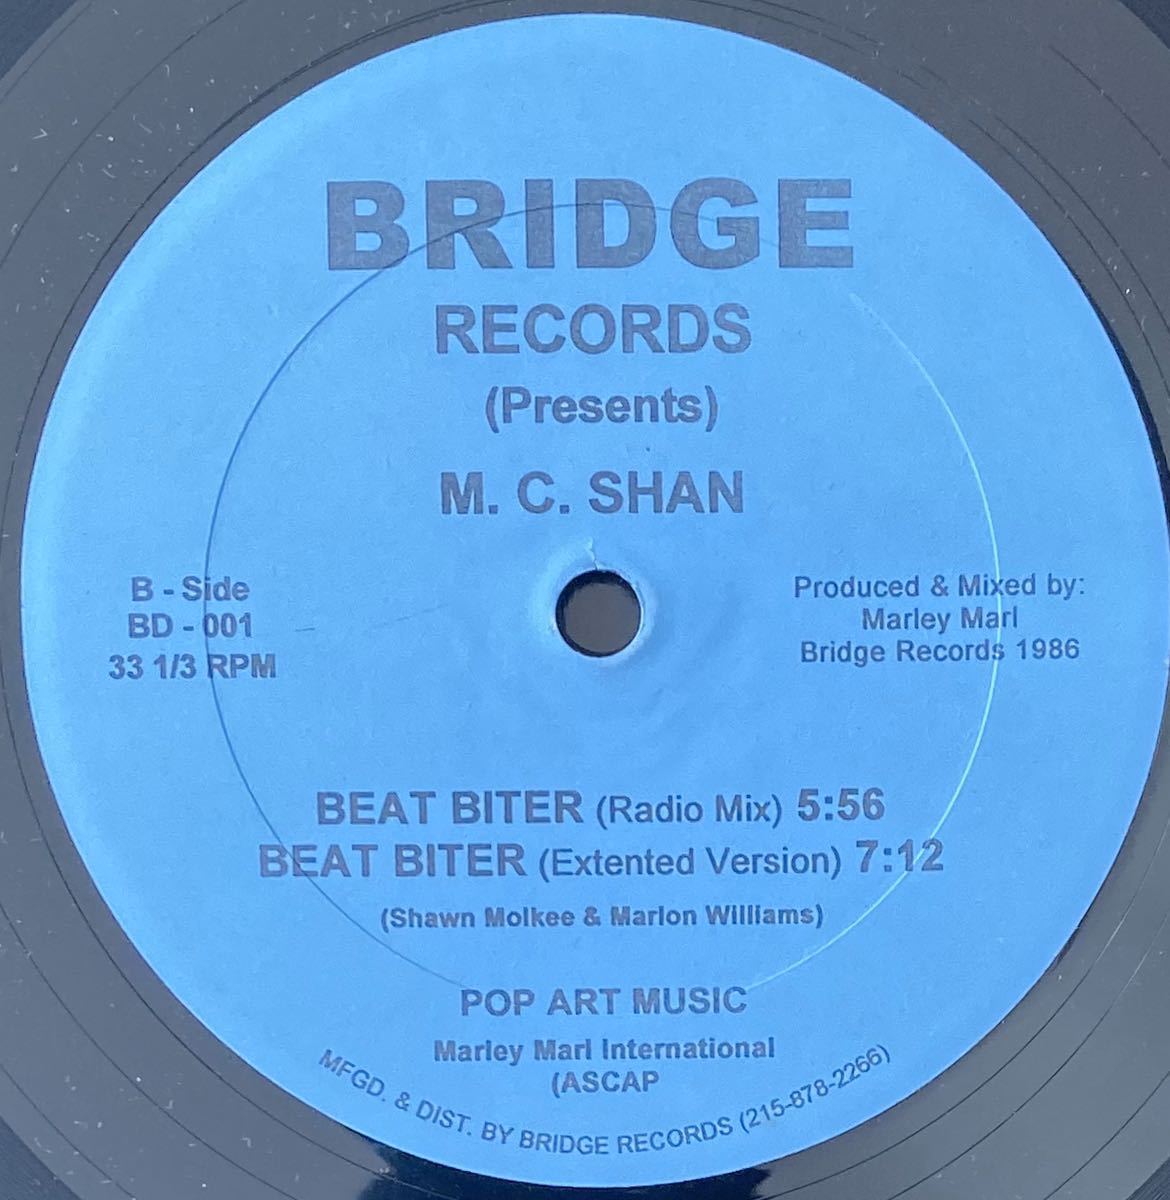 BRIDGE
RECORDS
(Presents)
M. C. SHAN
B - Side
BD - 001
33 1/3 RPM
Produced & Mixed by:
Marley Marl
Bridge Records 1986
BEAT BITER (Radio Mix) 5:56
BEAT BITER (Extented Version) 7:12
(Shawn Molkee & Marlon Williams)
POP ART MUSIC
Marley Marl International
(ASCAP
MFGD. & DIST. BY BRIDGE RECORDS (215-878-2266)